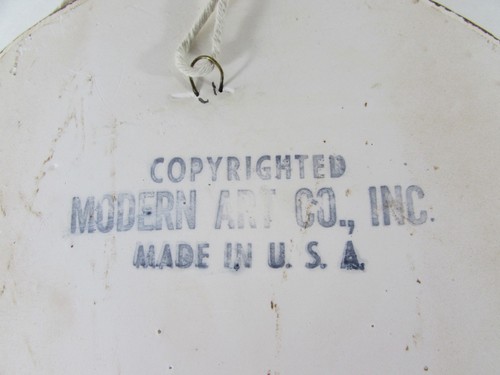 COPYRIGHTED
MODERN ART CO., INC.
MADE IN U. S. A.